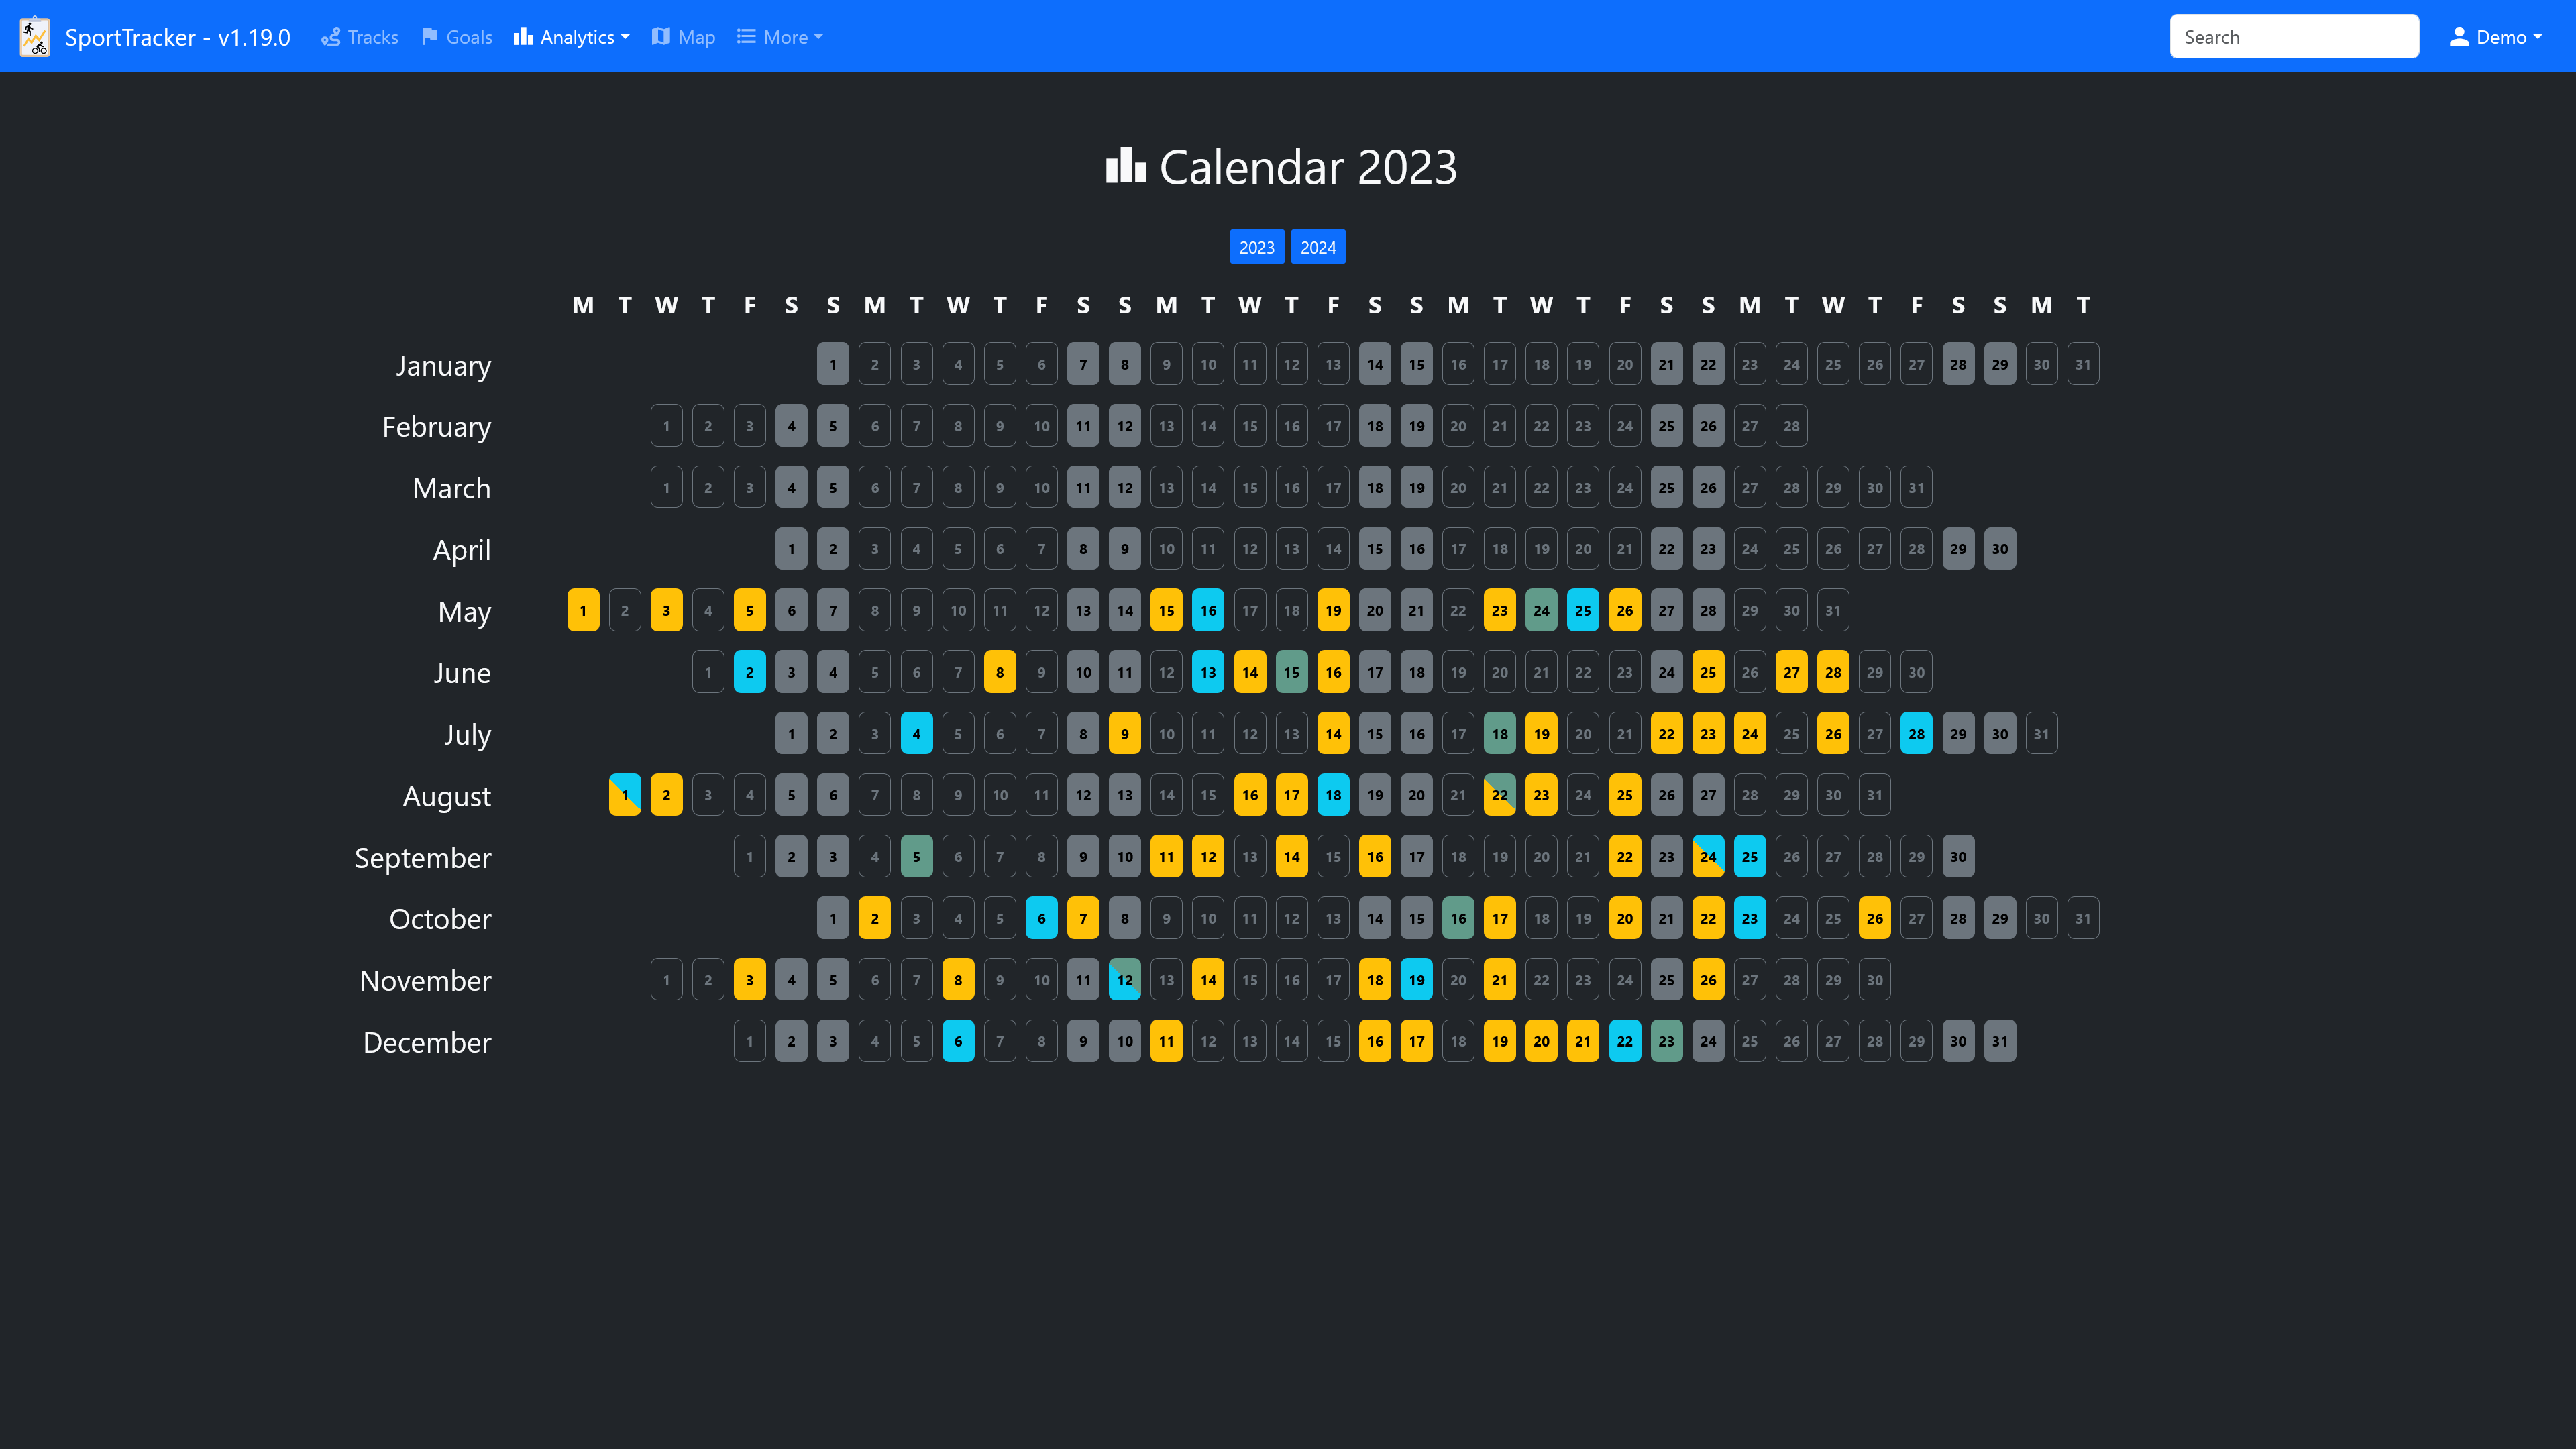 SportTracker - v1.19.0 Tracks Goals Analytics Map More Search Demo
Calendar 2023
2023 2024
M T W T F S S M T W T F S S M T W T F S S M T W T F S S M T W T F S S M T
January 1 2 3 4 5 6 7 8 9 10 11 12 13 14 15 16 17 18 19 20 21 22 23 24 25 26 27 28 29 30 31
February 1 2 3 4 5 6 7 8 9 10 11 12 13 14 15 16 17 18 19 20 21 22 23 24 25 26 27 28
March 1 2 3 4 5 6 7 8 9 10 11 12 13 14 15 16 17 18 19 20 21 22 23 24 25 26 27 28 29 30 31
April 1 2 3 4 5 6 7 8 9 10 11 12 13 14 15 16 17 18 19 20 21 22 23 24 25 26 27 28 29 30
May 1 2 3 4 5 6 7 8 9 10 11 12 13 14 15 16 17 18 19 20 21 22 23 24 25 26 27 28 29 30 31
June 1 2 3 4 5 6 7 8 9 10 11 12 13 14 15 16 17 18 19 20 21 22 23 24 25 26 27 28 29 30
July 1 2 3 4 5 6 7 8 9 10 11 12 13 14 15 16 17 18 19 20 21 22 23 24 25 26 27 28 29 30 31
August 1 2 3 4 5 6 7 8 9 10 11 12 13 14 15 16 17 18 19 20 21 22 23 24 25 26 27 28 29 30 31
September 1 2 3 4 5 6 7 8 9 10 11 12 13 14 15 16 17 18 19 20 21 22 23 24 25 26 27 28 29 30
October 1 2 3 4 5 6 7 8 9 10 11 12 13 14 15 16 17 18 19 20 21 22 23 24 25 26 27 28 29 30 31
November 1 2 3 4 5 6 7 8 9 10 11 12 13 14 15 16 17 18 19 20 21 22 23 24 25 26 27 28 29 30
December 1 2 3 4 5 6 7 8 9 10 11 12 13 14 15 16 17 18 19 20 21 22 23 24 25 26 27 28 29 30 31